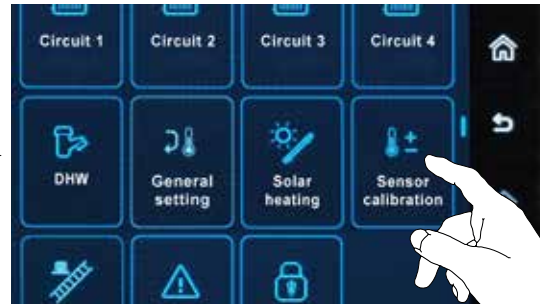 Circuit 1
Circuit 2
Circuit 3
Circuit 4
DHW
General
setting
Solar
heating
Sensor
calibration